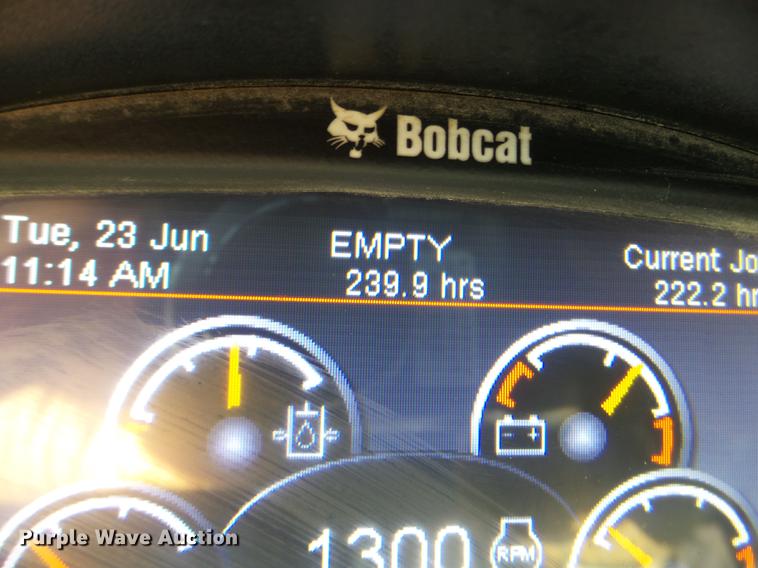 Bobcat
Tue, 23 Jun
11:14 AM
EMPTY
239.9 hrs
Current Jo
222.2 hr
1300
RPM
Purple Wave Auction